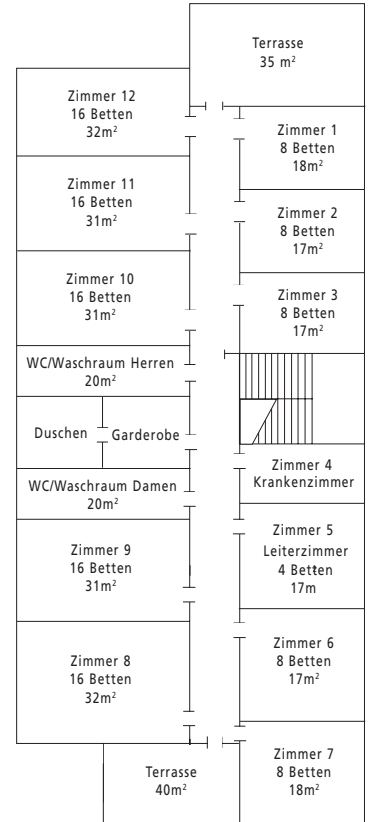 Terrasse
35 m²
Zimmer 12
16 Betten
32m²
Zimmer 1
8 Betten
18m²
Zimmer 11
16 Betten
31m²
Zimmer 2
8 Betten
17m²
Zimmer 10
16 Betten
31m²
Zimmer 3
8 Betten
17m²
WC/Waschraum Herren
20m²
Duschen
Garderobe
Zimmer 4
Krankenzimmer
WC/Waschraum Damen
20m²
Zimmer 5
Leiterzimmer
4 Betten
17m
Zimmer 9
16 Betten
31m²
Zimmer 6
8 Betten
17m²
Zimmer 8
16 Betten
32m²
Terrasse
40m²
Zimmer 7
8 Betten
18m²